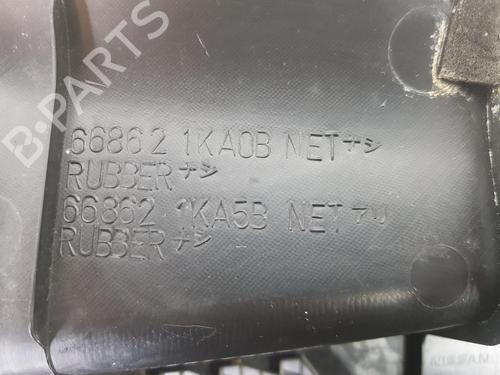 B-PARTS
66862 1KA0B NETナシ
RUBBERナシ
66862 1KA5B NETアリ
RUBBERナシ
NISSAN